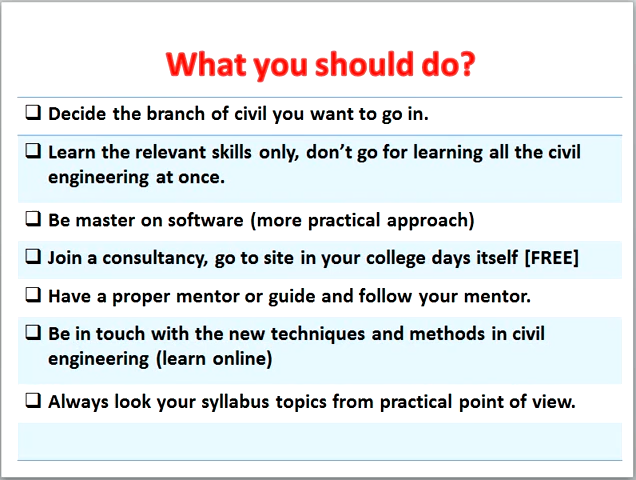 What you should do?
❑ Decide the branch of civil you want to go in.
❑ Learn the relevant skills only, don't go for learning all the civil
engineering at once.
❑ Be master on software (more practical approach)
❑ Join a consultancy, go to site in your college days itself [FREE]
❑ Have a proper mentor or guide and follow your mentor.
❑ Be in touch with the new techniques and methods in civil
engineering (learn online)
❑ Always look your syllabus topics from practical point of view.